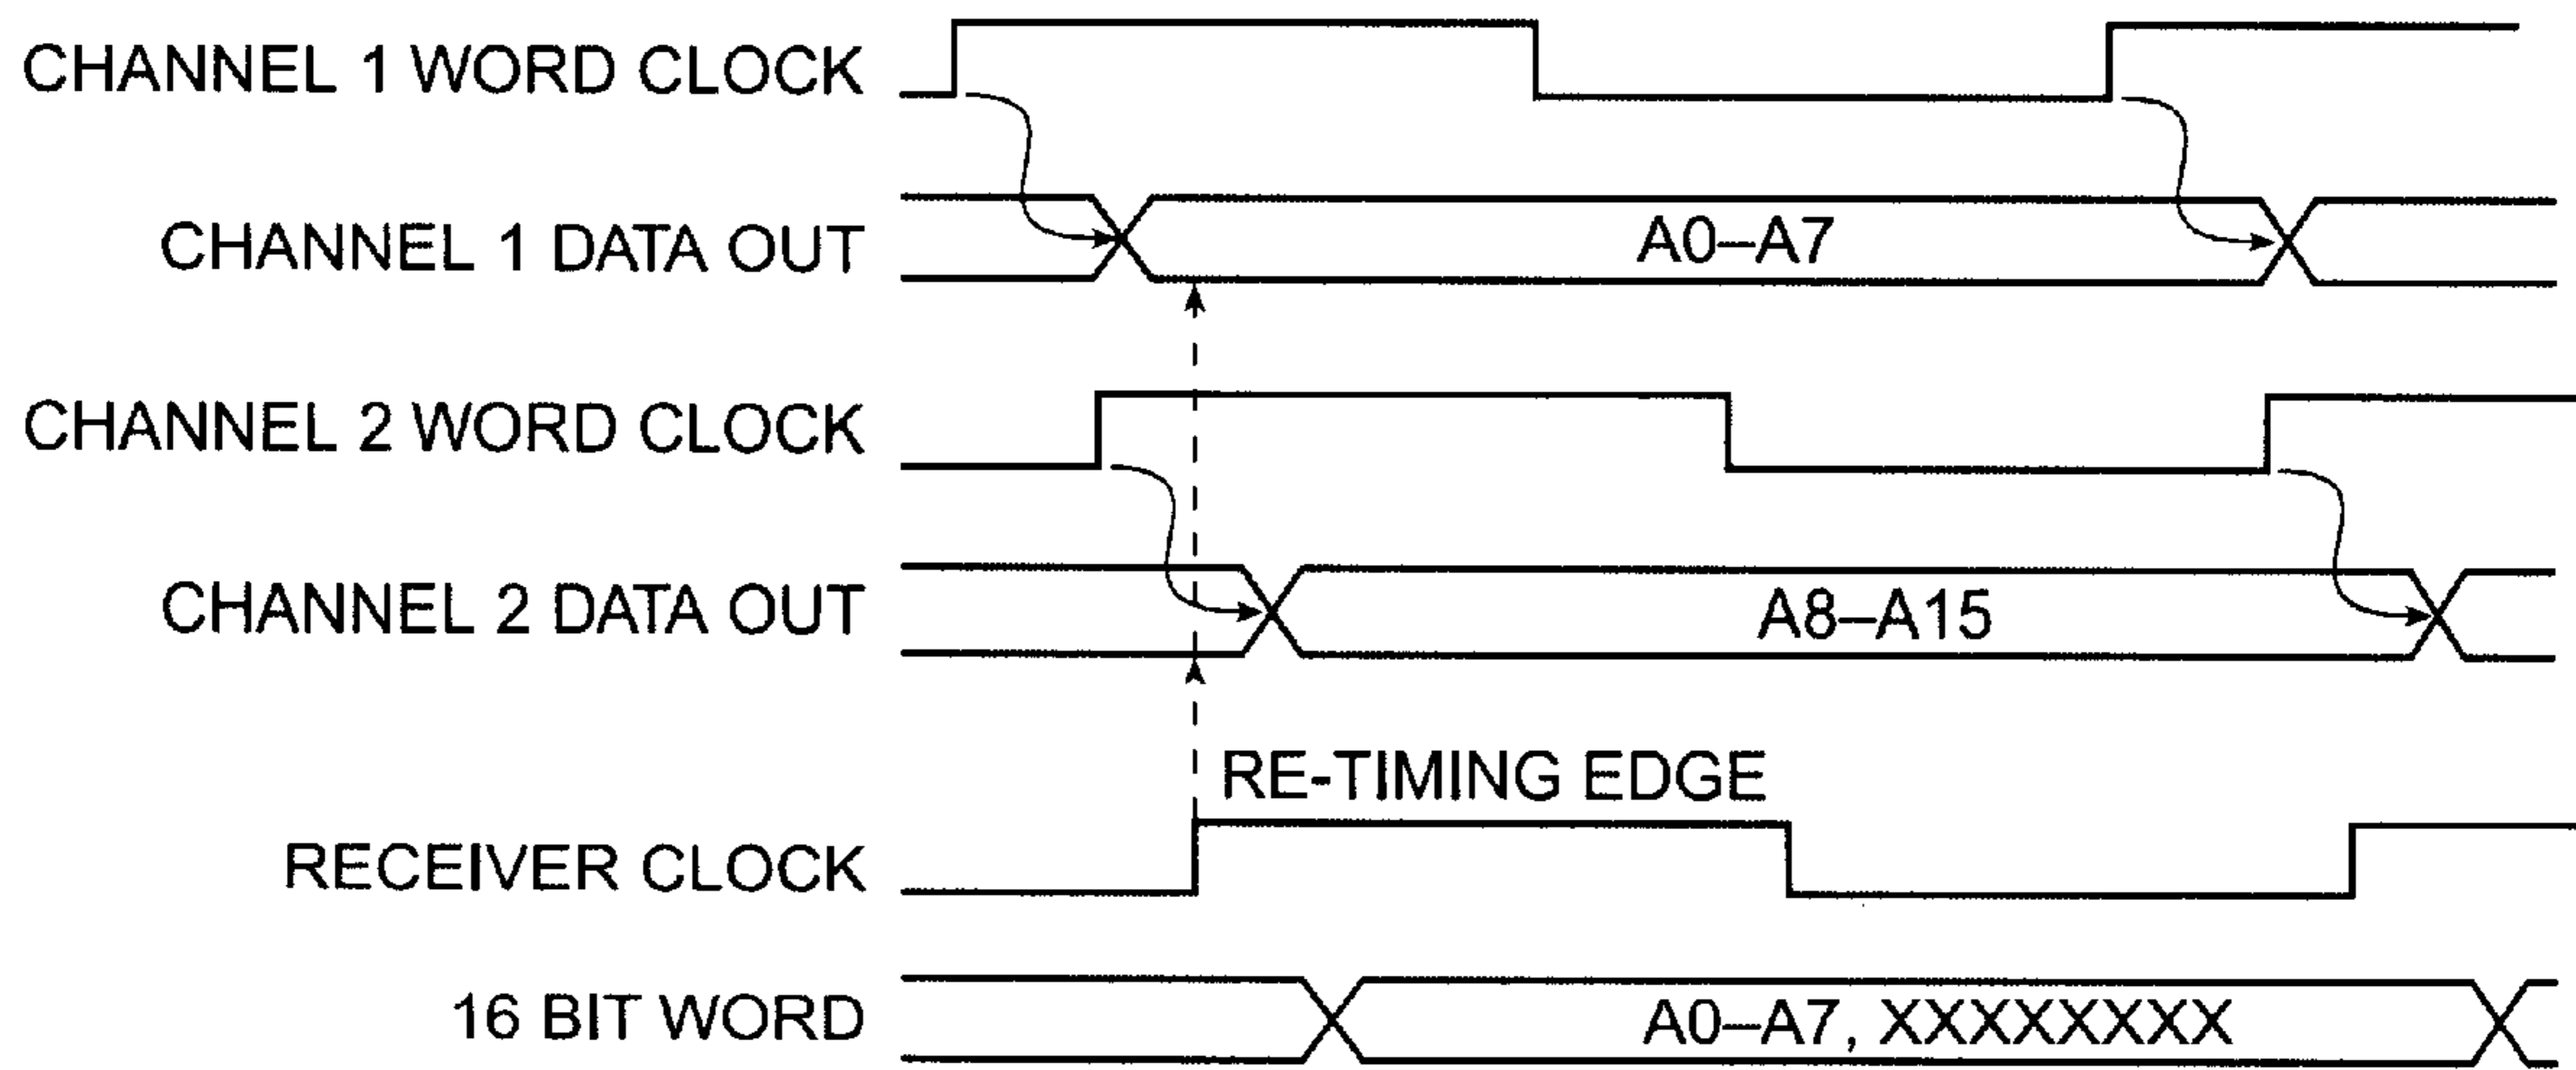 CHANNEL 1 WORD CLOCK
CHANNEL 1 DATA OUT
A0–A7
CHANNEL 2 WORD CLOCK
CHANNEL 2 DATA OUT
A8–A15
RE-TIMING EDGE
RECEIVER CLOCK
16 BIT WORD
A0–A7, XXXXXXXX